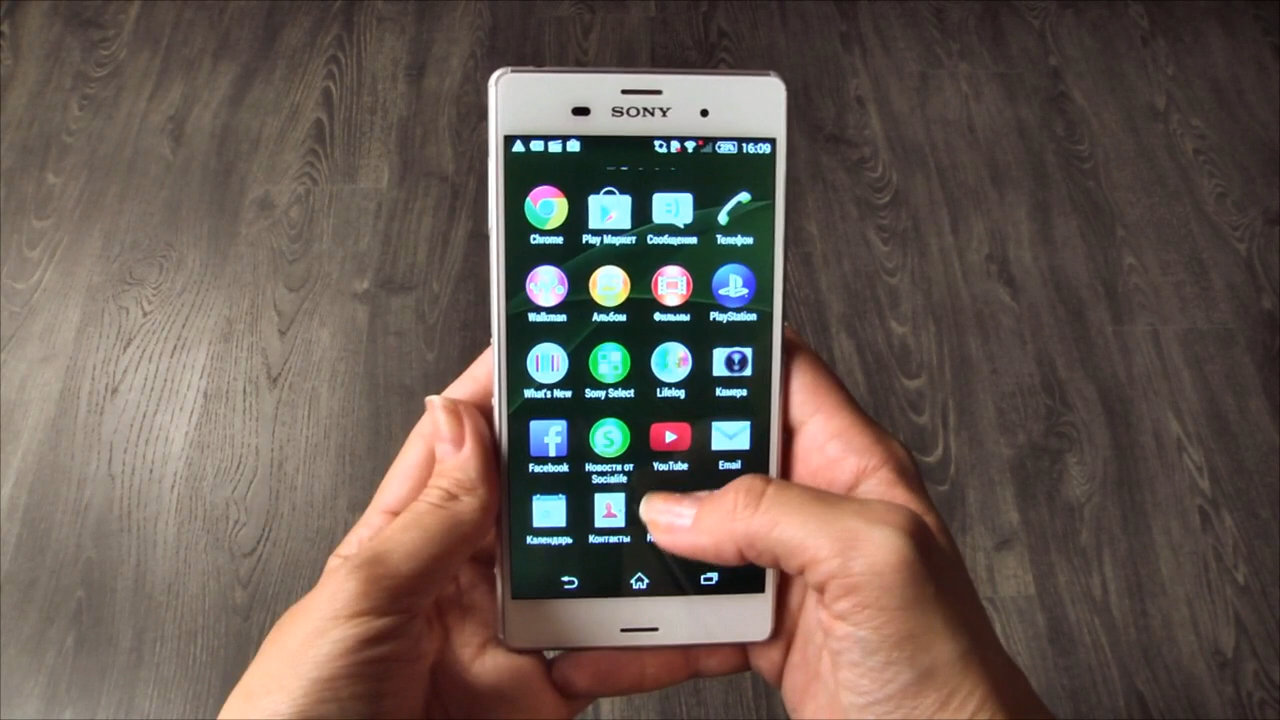 SONY
33% 16:09
Chrome Play Маркет Сообщения Телефон
Walkman Альбом Фильмы PlayStation
What's New Sony Select Lifelog Камера
Facebook Новости от YouTube Email
Socialife
Календарь Контакты